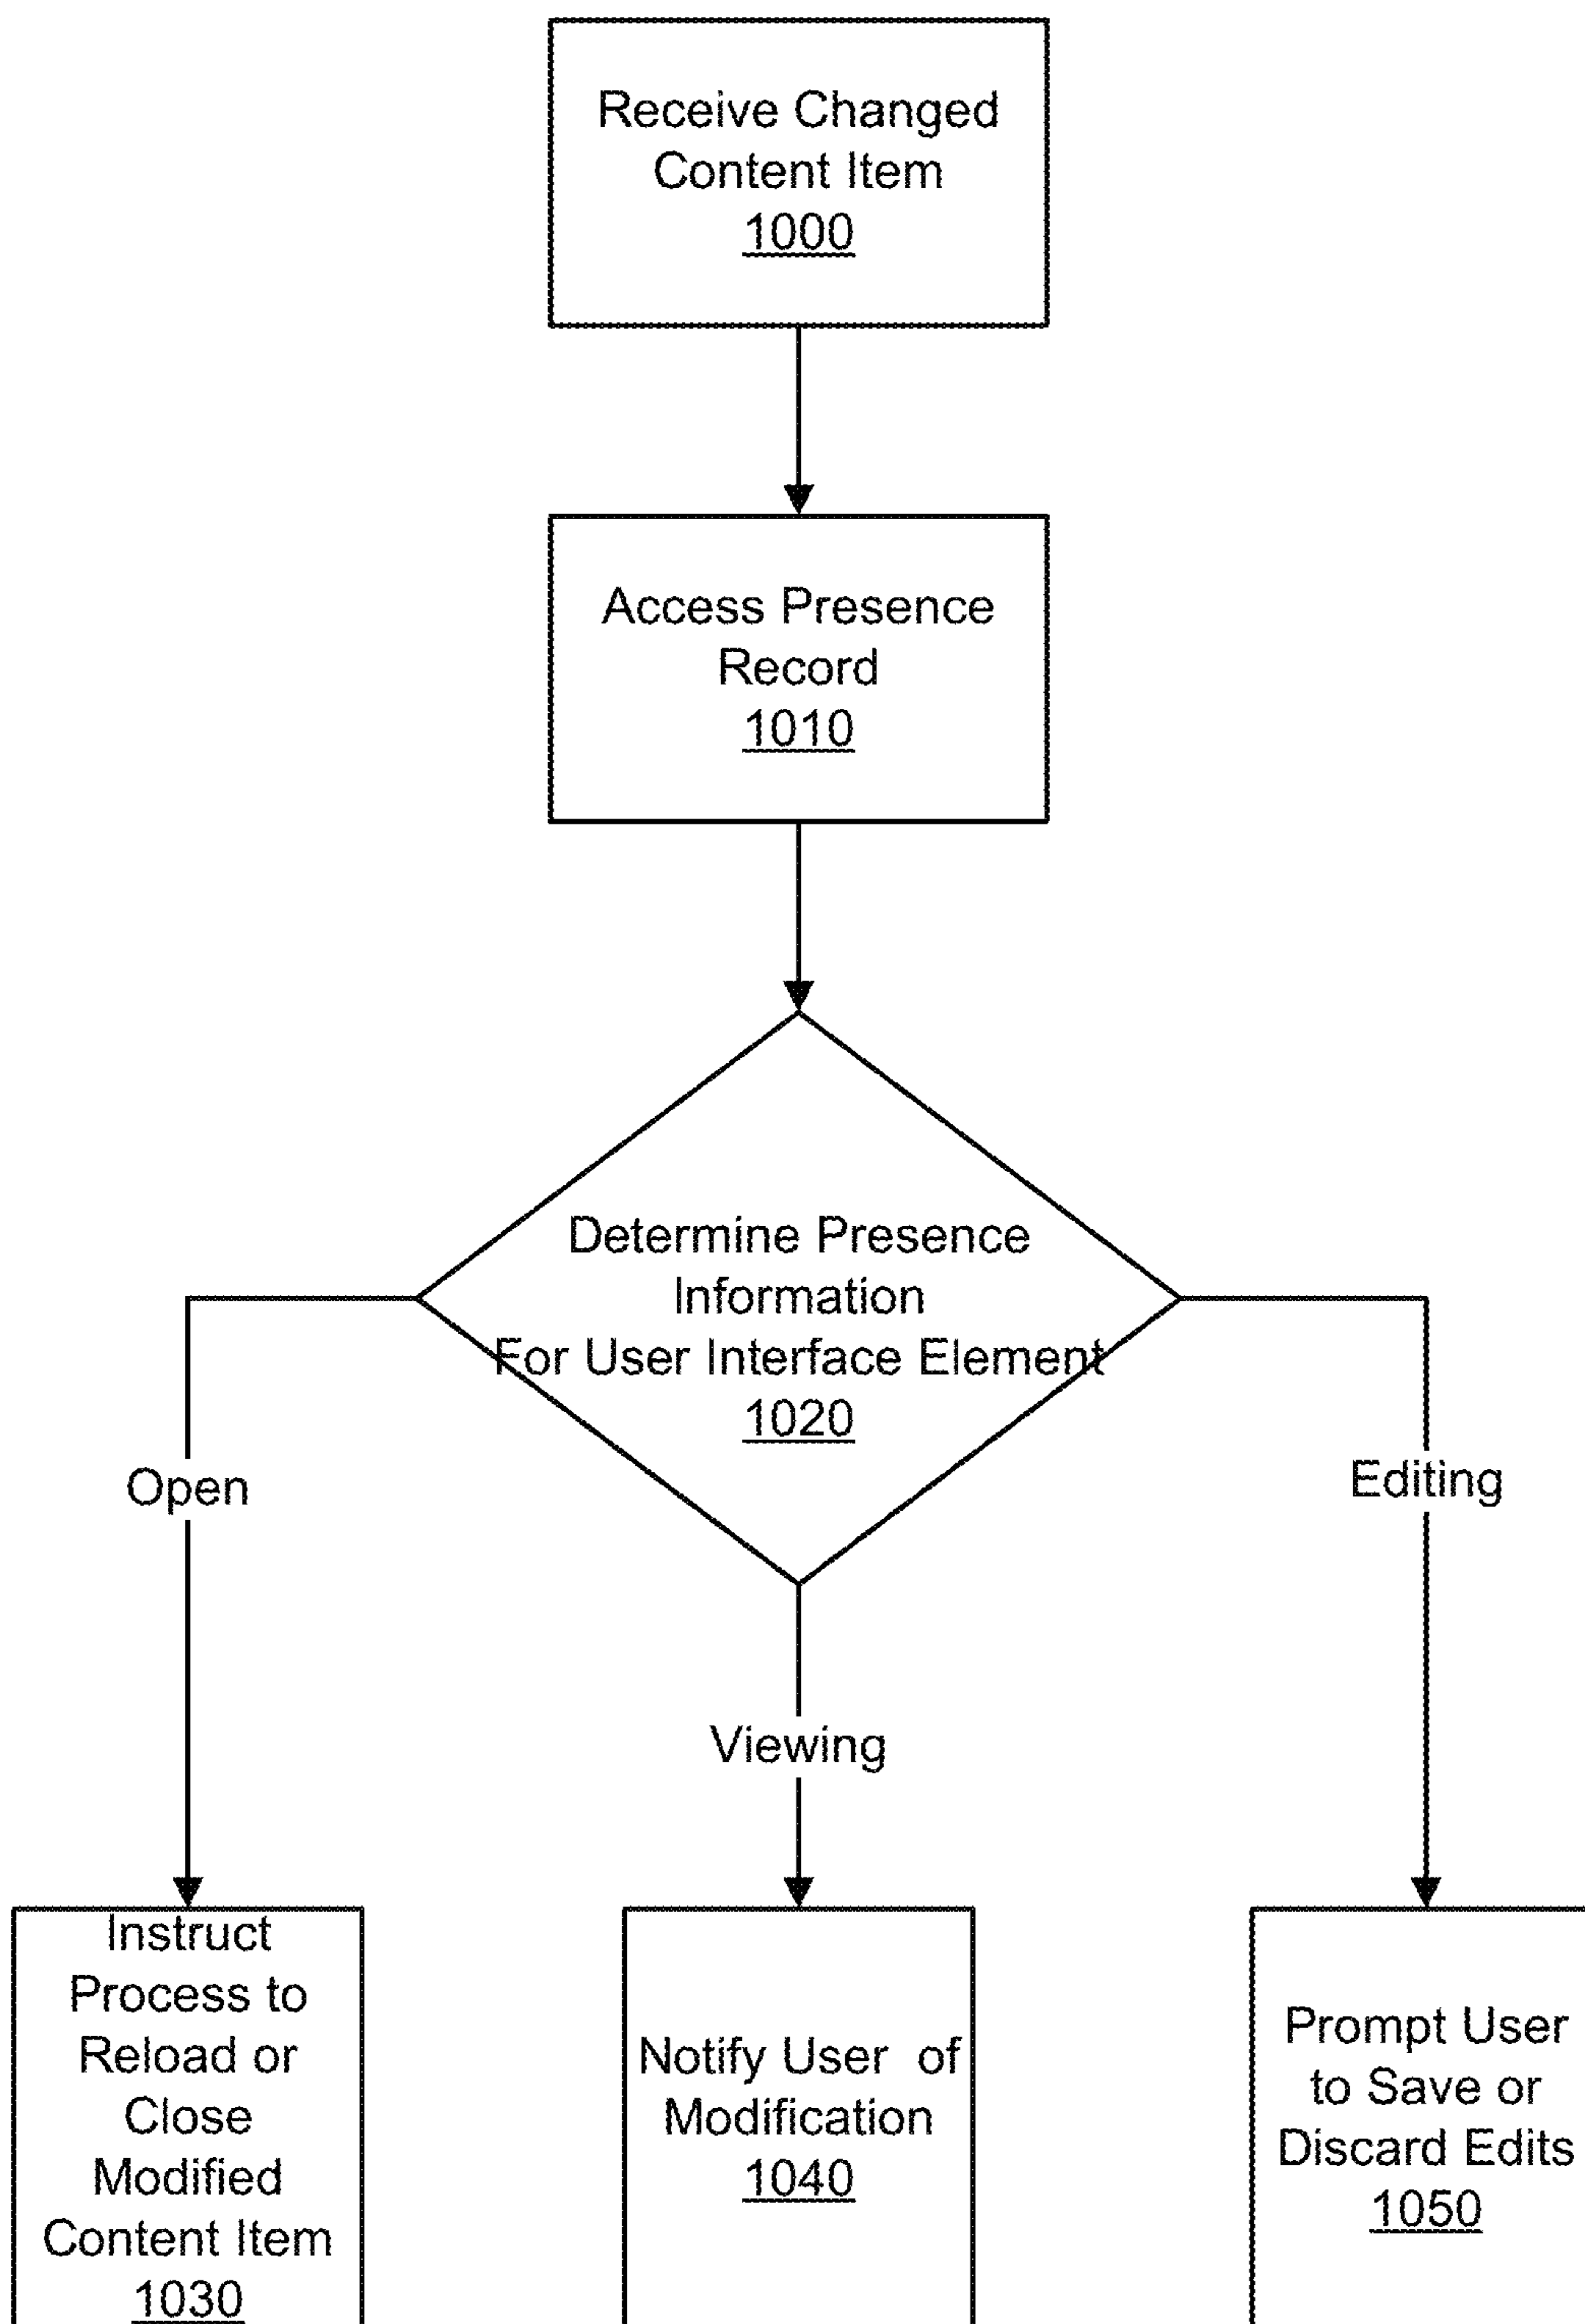 Receive Changed
Content Item
1000
Access Presence
Record
1010
Determine Presence
Information
For User Interface Element
1020
Open
Editing
Viewing
Instruct
Process to
Reload or
Close
Modified
Content Item
1030
Notify User of
Modification
1040
Prompt User
to Save or
Discard Edits
1050